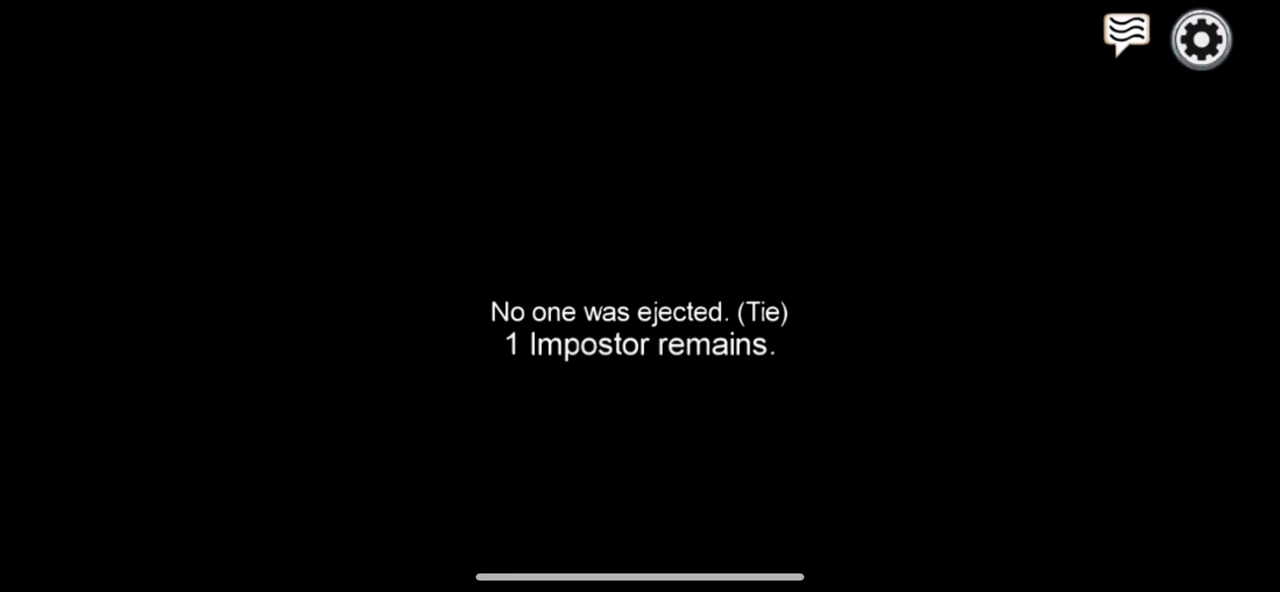 No one was ejected. (Tie)
1 Impostor remains.